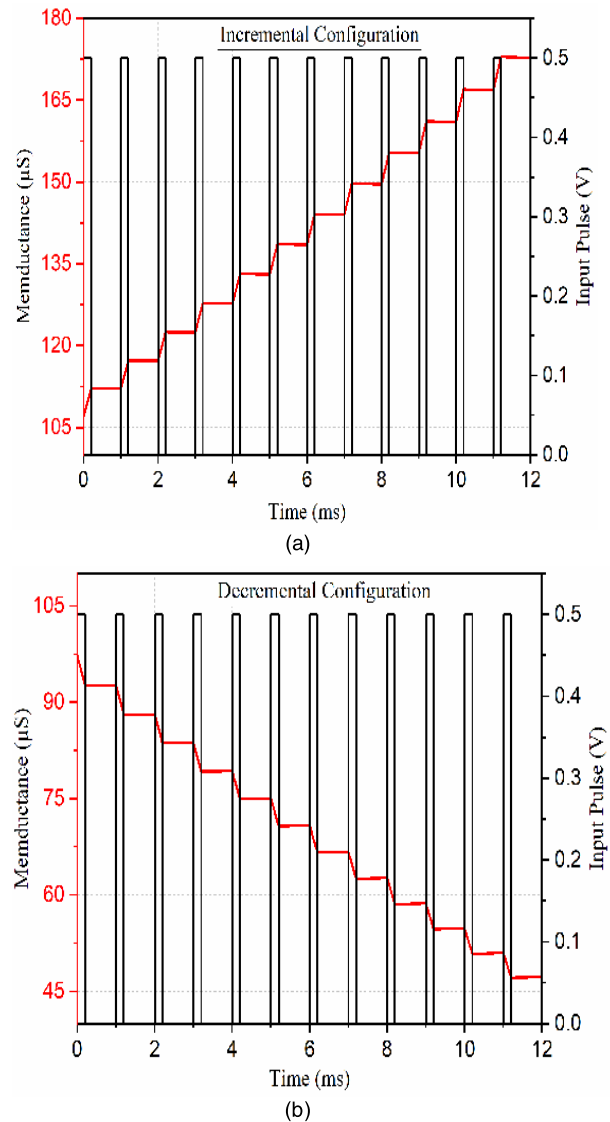 Incremental Configuration
180
165
150
135
120
105
Memductance (µS)
0.5
0.4
0.3
0.2
0.1
0.0
Input Pulse (V)
0 2 4 6 8 10 12
Time (ms)
(a)
Decremental Configuration
105
90
75
60
45
Memductance (µS)
0.5
0.4
0.3
0.2
0.1
0.0
Input Pulse (V)
0 2 4 6 8 10 12
Time (ms)
(b)